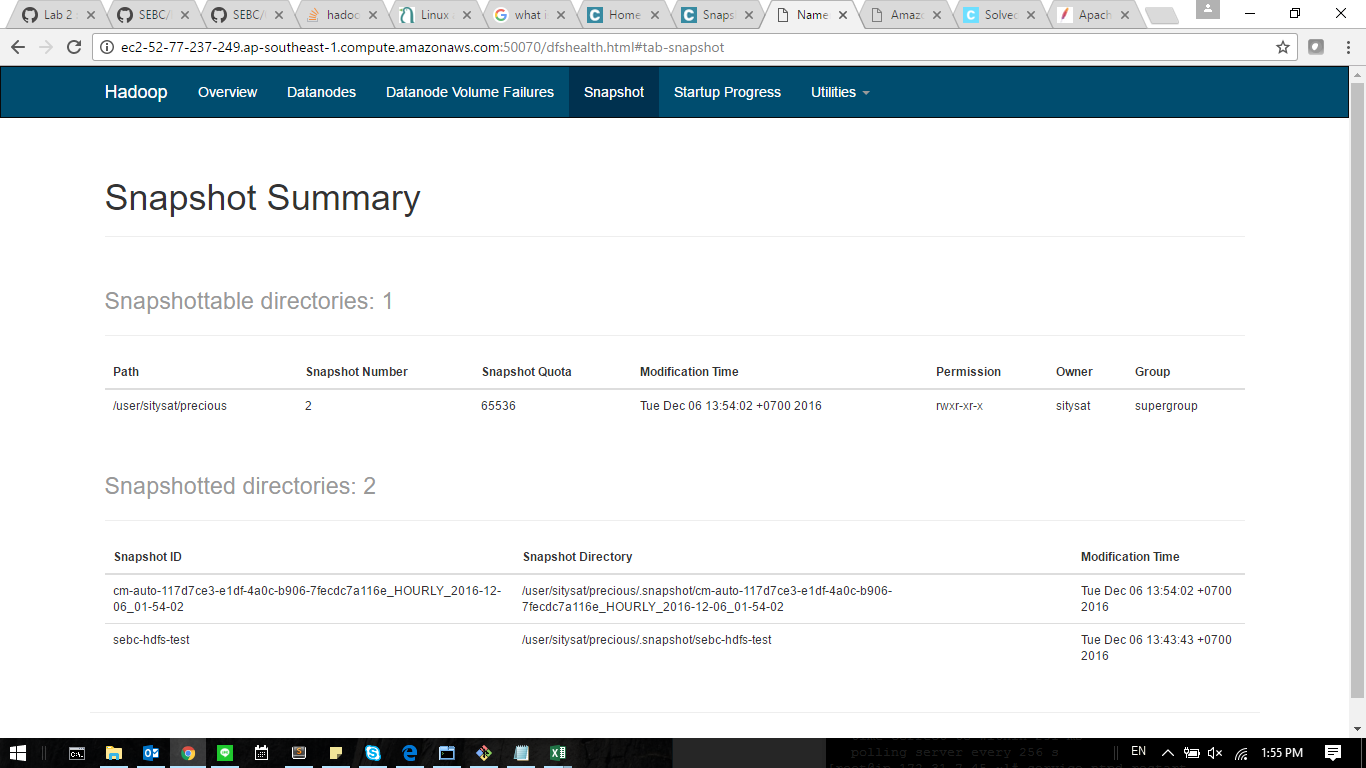 Lab 2
SEBC/
SEBC/
hadoo
Linux
what i
Home
Snaps
Name
Amazo
Solved
Apach
ec2-52-77-237-249.ap-southeast-1.compute.amazonaws.com:50070/dfshealth.html#tab-snapshot
Hadoop Overview Datanodes Datanode Volume Failures Snapshot Startup Progress Utilities
Snapshot Summary
Snapshottable directories: 1
Path Snapshot Number Snapshot Quota Modification Time Permission Owner Group
/user/sitysat/precious 2 65536 Tue Dec 06 13:54:02 +0700 2016 rwxr-xr-x sitysat supergroup
Snapshotted directories: 2
Snapshot ID Snapshot Directory Modification Time
cm-auto-117d7ce3-e1df-4a0c-b906-7fecdc7a116e_HOURLY_2016-12- /user/sitysat/precious/.snapshot/cm-auto-117d7ce3-e1df-4a0c-b906- Tue Dec 06 13:54:02 +0700
06_01-54-02 7fecdc7a116e_HOURLY_2016-12-06_01-54-02 2016
sebc-hdfs-test /user/sitysat/precious/.snapshot/sebc-hdfs-test Tue Dec 06 13:43:43 +0700
2016
polling server every 256 s
EN 1:55 PM